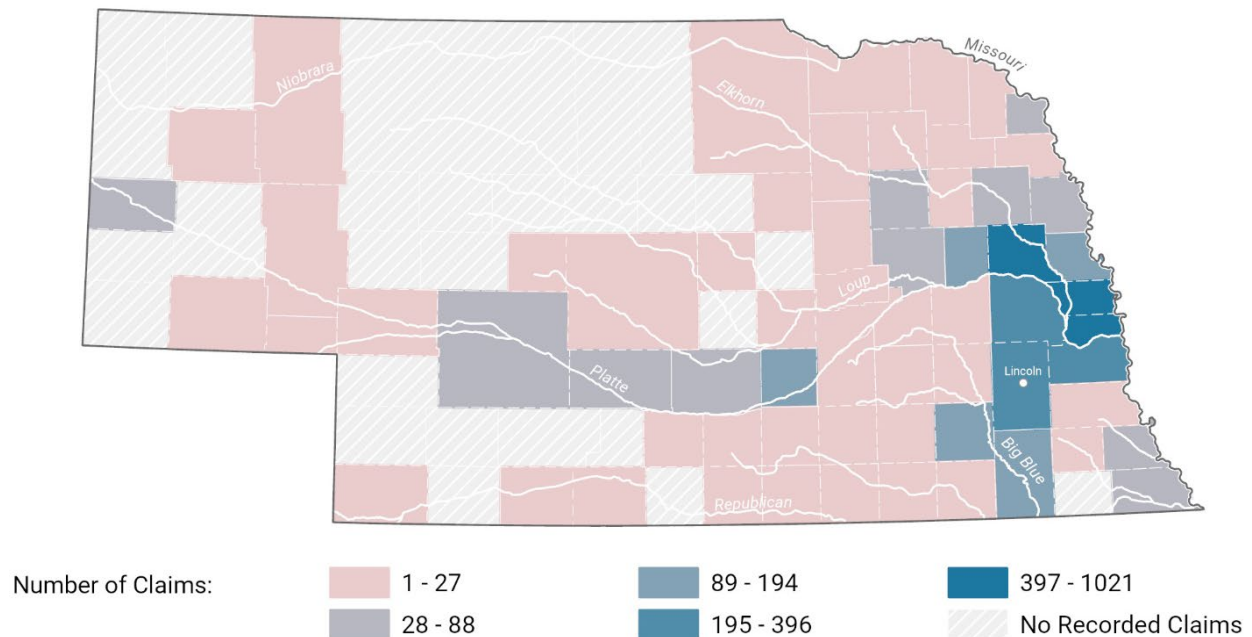 Missouri
Niobrara
Elkhorn
Loup
Platte
Lincoln
Big Blue
Republican
Number of Claims:
1 - 27
89 - 194
397 - 1021
28 - 88
195 - 396
No Recorded Claims